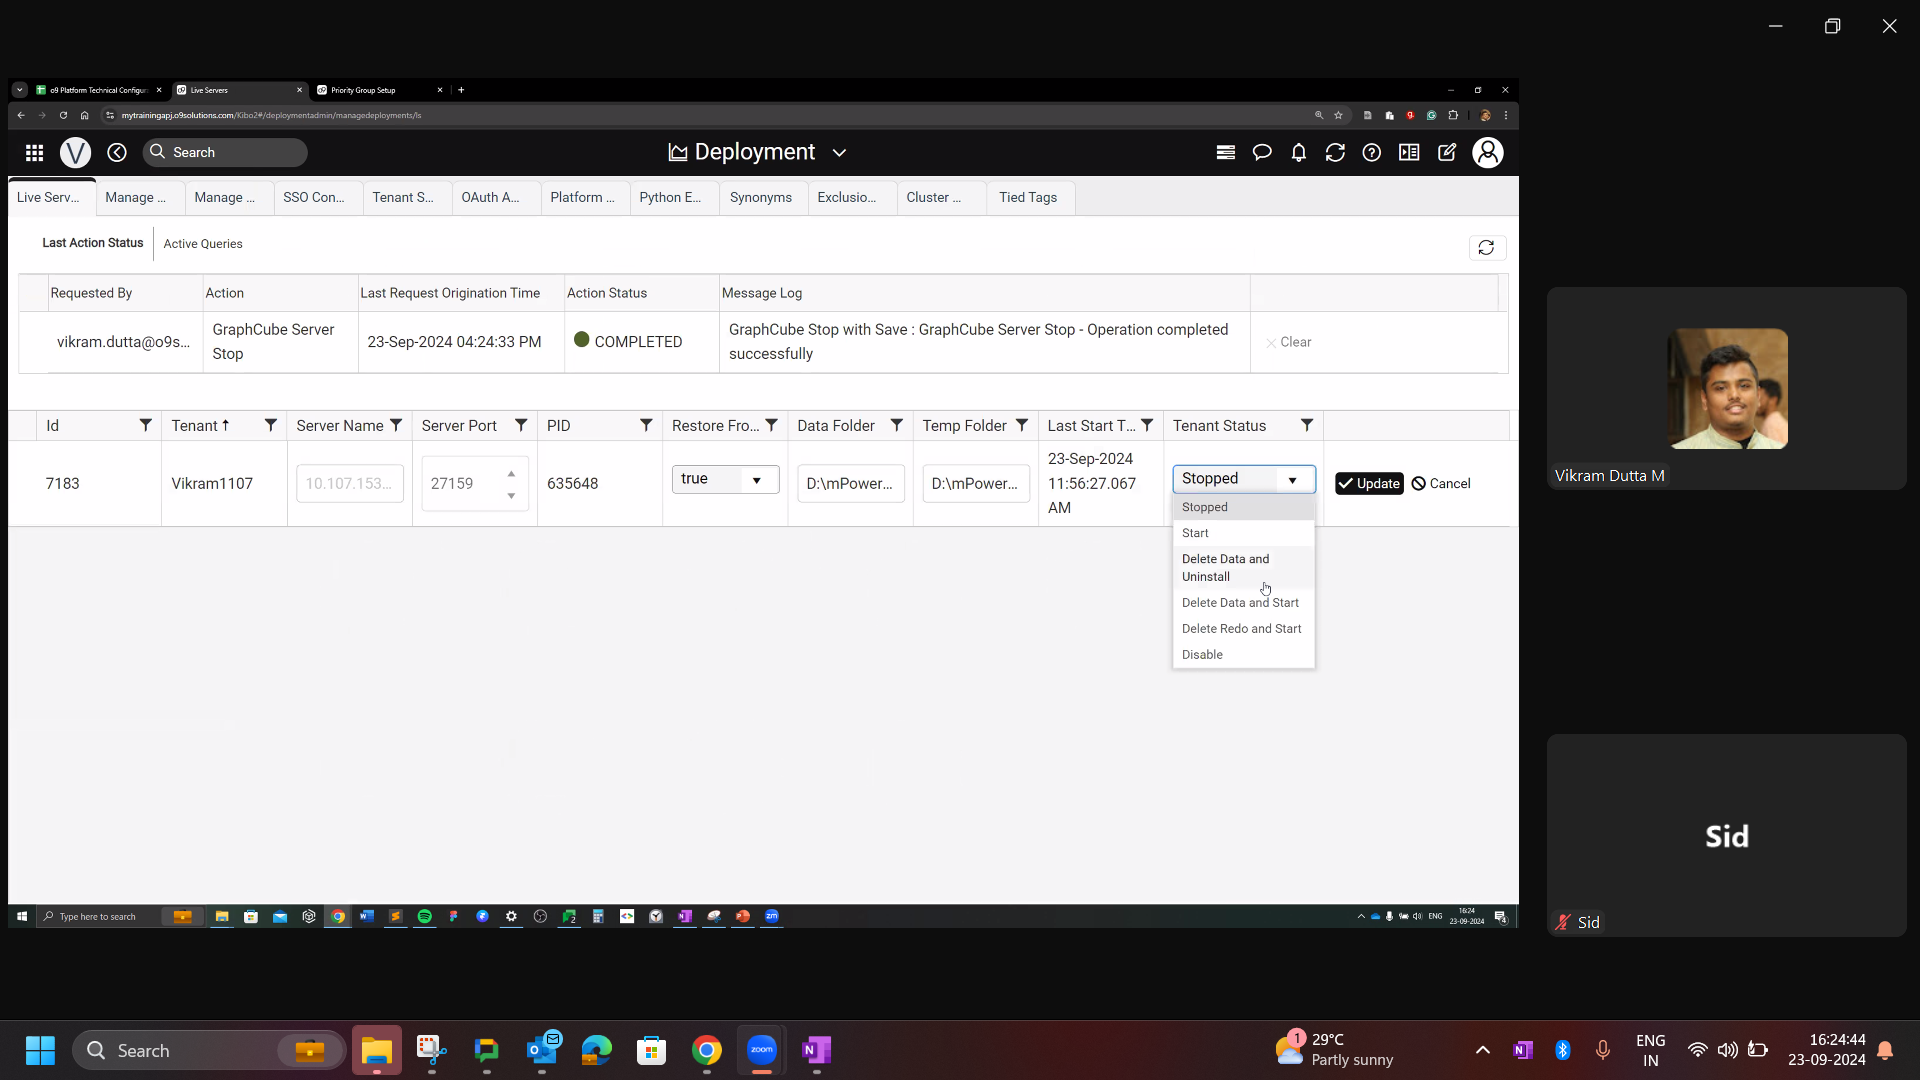 o9 Platform Technical Configur
Live Servers
Priority Group Setup
mytrainingapj.o9solutions.com/Kibo2#/deploymentadmin/managedeployments/ls
V
Search
Deployment
Live Serv...
Manage ...
Manage ...
SSO Con...
Tenant S...
OAuth A...
Platform ...
Python E...
Synonyms
Exclusio...
Cluster ...
Tied Tags
Last Action Status
Active Queries
Requested By
Action
Last Request Origination Time
Action Status
Message Log
vikram.dutta@o9s...
GraphCube Server
Stop
23-Sep-2024 04:24:33 PM
COMPLETED
GraphCube Stop with Save : GraphCube Server Stop - Operation completed
successfully
Clear
Id
Tenant
Server Name
Server Port
PID
Restore Fro...
Data Folder
Temp Folder
Last Start T...
Tenant Status
7183
Vikram1107
10.107.153...
27159
635648
true
D:\mPower...
D:\mPower...
23-Sep-2024
11:56:27.067
AM
Stopped
Update
Cancel
Stopped
Start
Delete Data and
Uninstall
Delete Data and Start
Delete Redo and Start
Disable
Vikram Dutta M
Sid
Sid
Type here to search
ENG
16:24
23-09-2024
Search
zoom
1
29°C
Partly sunny
ENG
IN
16:24:44
23-09-2024